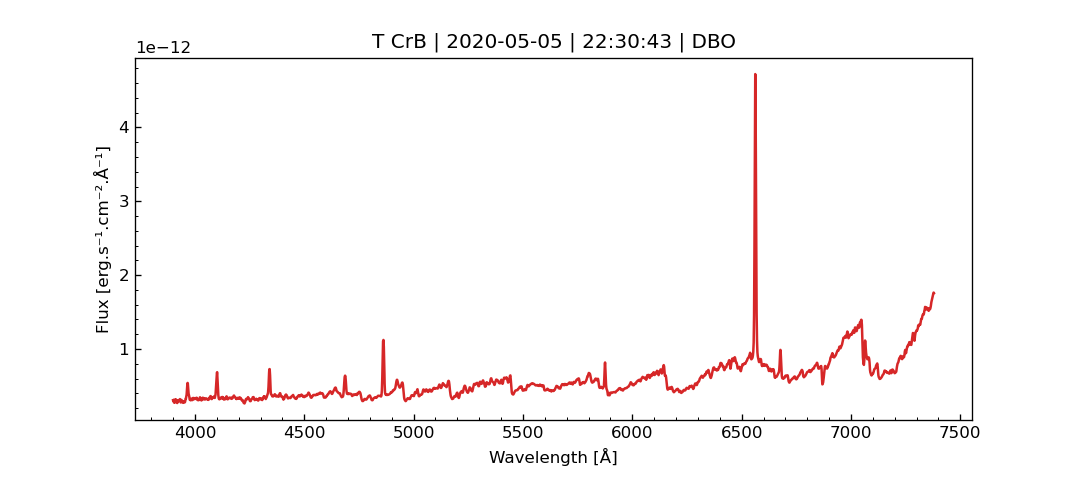 T CrB | 2020-05-05 | 22:30:43 | DBO
1e−12
4
3
2
1
Flux [erg.s⁻¹.cm⁻².Å⁻¹]
4000 4500 5000 5500 6000 6500 7000 7500
Wavelength [Å]